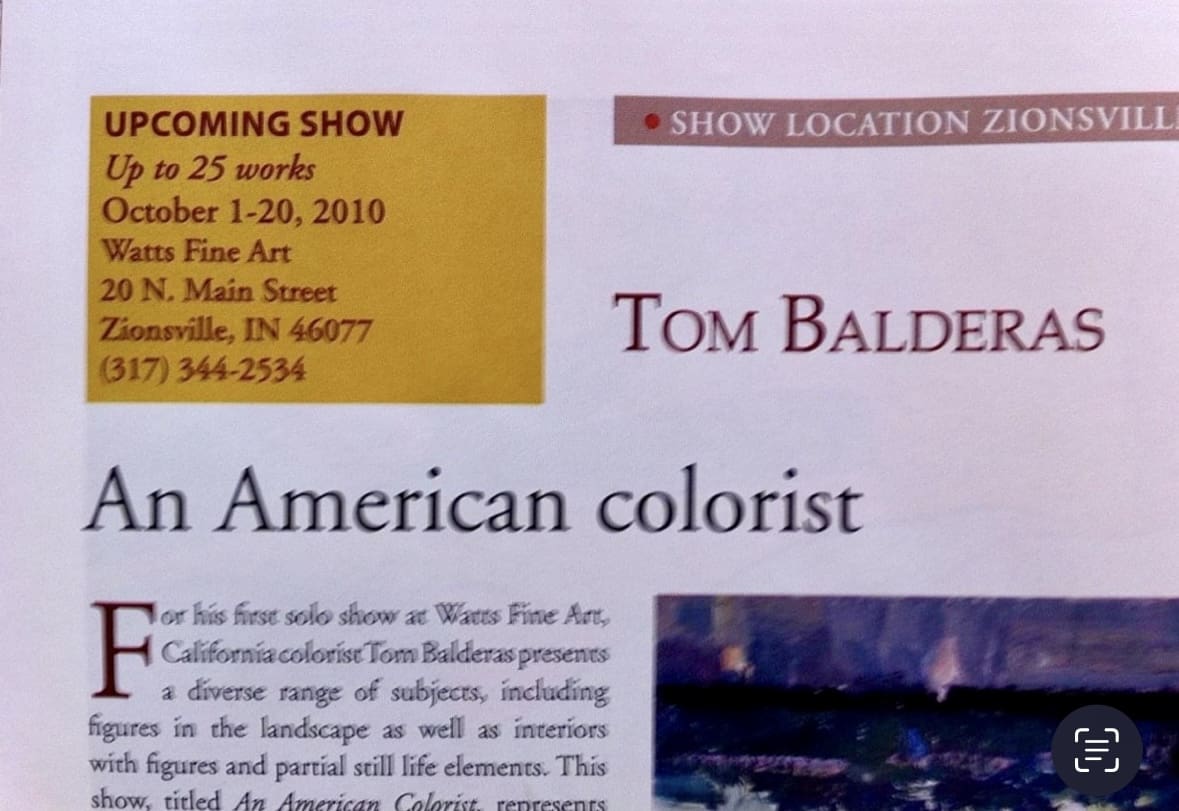 UPCOMING SHOW
Up to 25 works
October 1-20, 2010
Watts Fine Art
20 N. Main Street
Zionsville, IN 46077
(317) 344-2534
• SHOW LOCATION ZIONSVILL
TOM BALDERAS
An American colorist
For his first solo show at Watts Fine Art,
California colorist Tom Balderas presents
a diverse range of subjects, including
figures in the landscape as well as interiors
with figures and partial still life elements. This
show, titled An American Colorist, represents